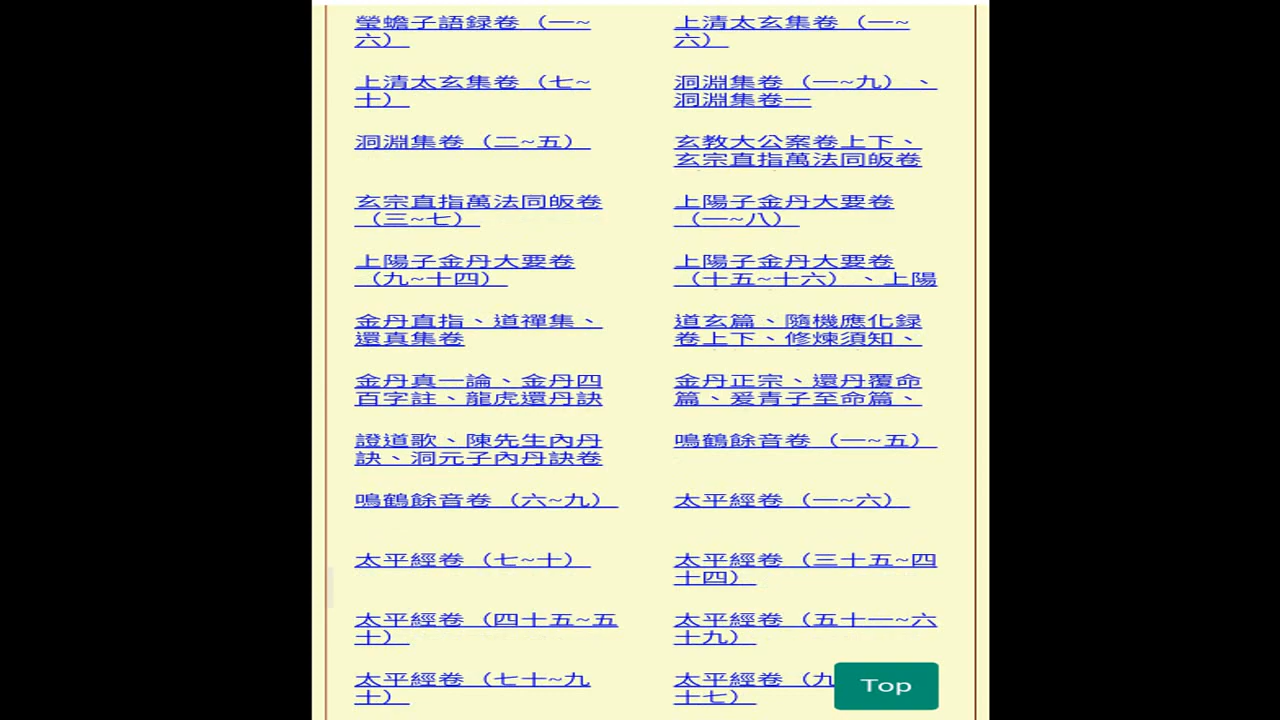 瑩蟾子語録卷（一~
六）
上清太玄集卷（一~
六）
上清太玄集卷（七~
十）
洞淵集卷（一~九）、
洞淵集卷一
洞淵集卷（二~五）
玄教大公案卷上下、
玄宗直指萬法同皈卷
玄宗直指萬法同皈卷
（三~七）
上陽子金丹大要卷
（一~八）
上陽子金丹大要卷
（九~十四）
上陽子金丹大要卷
（十五~十六）、上陽
金丹直指、道禪集、
還真集卷
道玄篇、隨機應化録
卷上下、修煉須知、
金丹真一論、金丹四
百字註、龍虎還丹訣
金丹正宗、還丹覆命
篇、爰青子至命篇、
證道歌、陳先生內丹
訣、洞元子內丹訣卷
鳴鶴餘音卷（一~五）
鳴鶴餘音卷（六~九）
太平經卷（一~六）
太平經卷（七~十）
太平經卷（三十五~四
十四）
太平經卷（四十五~五
十）
太平經卷（五十一~六
十九）
太平經卷（七十~九
十）
太平經卷（九
十七）
Top